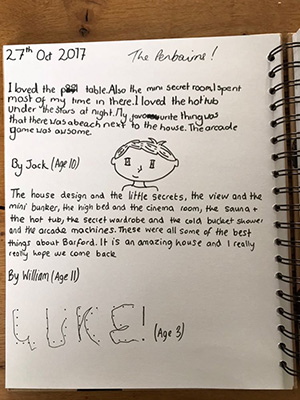 27th Oct 2017 The Penbairns!
I loved the pool table. Also the mini secret room, I spent
most of my time in there. I loved the hot tub
under the stars at night. My favourite thing was
that there was a beach next to the house. The arcade
game was awsome.
By Jack (Age 10)
The house design and the little secrets, the view and the
mini bunker, the high bed and the cinema room, the sauna +
the hot tub, the secret wardrobe and the cold bucket shower
and the arcade machines. These were all some of the best
things about Barford. It is an amazing house and I really
really hope we come back
By William (Age 11)
LUKE! (Age 3)